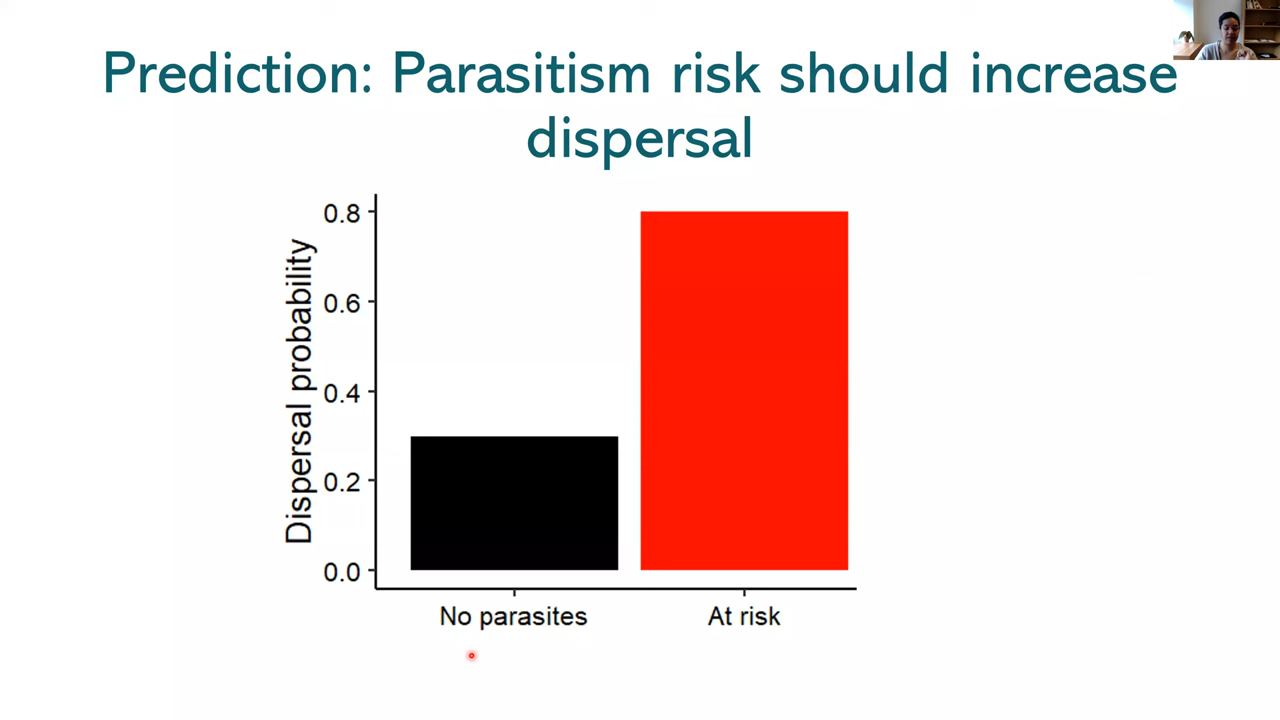 Prediction: Parasitism risk should increase
dispersal
Dispersal probability
0.8
0.6
0.4
0.2
0.0
No parasites
At risk